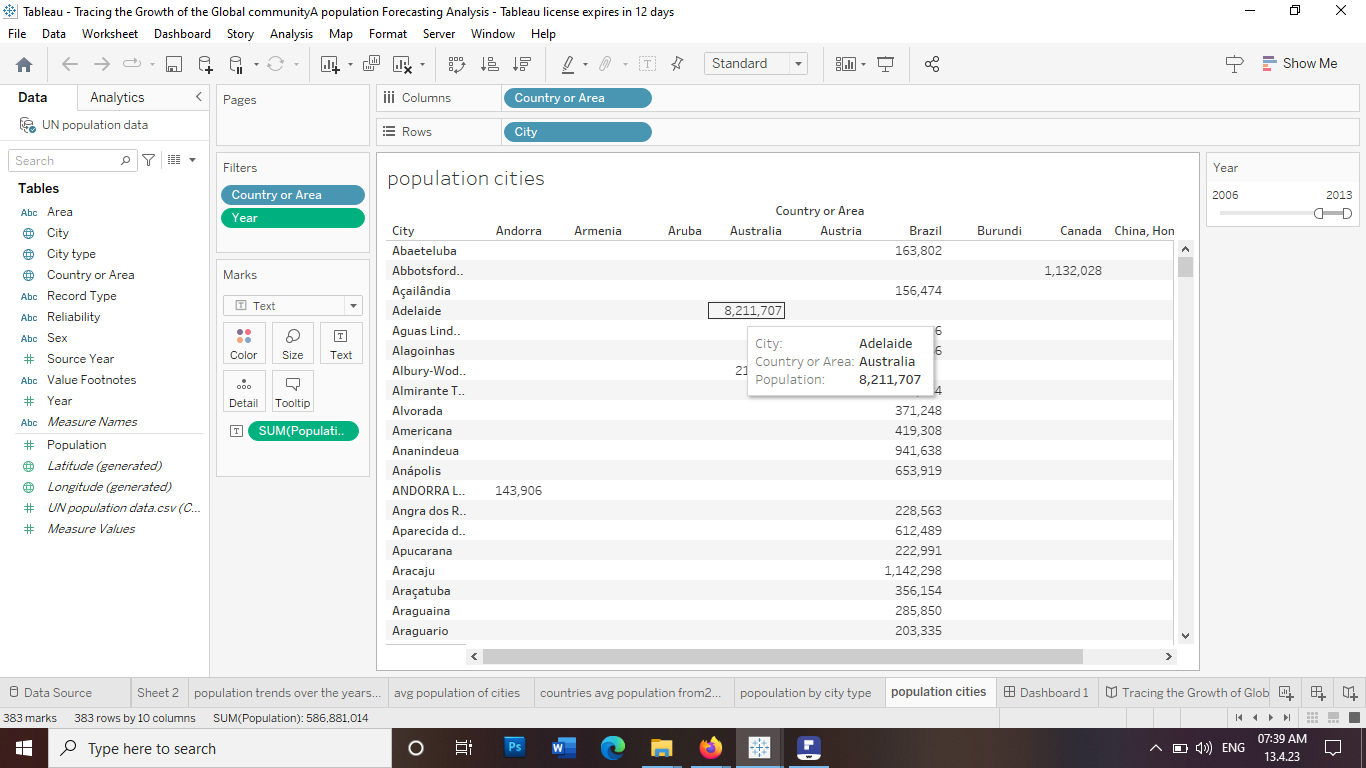 Tableau - Tracing the Growth of the Global communityA population Forecasting Analysis - Tableau license expires in 12 days
File Data Worksheet Dashboard Story Analysis Map Format Server Window Help
Standard
Show Me
Data Analytics
UN population data
Search
Tables
Abc Area
City
City type
Country or Area
Abc Record Type
Abc Reliability
Abc Sex
Source Year
Abc Value Footnotes
Year
Abc Measure Names
Population
Latitude (generated)
Longitude (generated)
UN population data.csv (C...
Measure Values
Pages
Filters
Country or Area
Year
Marks
Text
Color Size Text
Detail Tooltip
SUM(Populati..
Columns Country or Area
Rows City
population cities
Country or Area
City Andorra Armenia Aruba Australia Austria Brazil Burundi Canada China, Hon
Abaeteluba 163,802
Abbotsford.. 1,132,028
Açailândia 156,474
Adelaide 8,211,707
Aguas Lind.. 6
Alagoinhas 6
Albury-Wod.. 21
Almirante T.. 4
Alvorada 371,248
Americana 419,308
Ananindeua 941,638
Anápolis 653,919
ANDORRA L.. 143,906
Angra dos R.. 228,563
Aparecida d.. 612,489
Apucarana 222,991
Aracaju 1,142,298
Araçatuba 356,154
Araguaina 285,850
Araguario 203,335
City: Adelaide
Country or Area: Australia
Population: 8,211,707
Year
2006 2013
Data Source Sheet 2 population trends over the years... avg population of cities countries avg population from2... popoulation by city type population cities Dashboard 1 Tracing the Growth of Glob
383 marks 383 rows by 10 columns SUM(Population): 586,881,014
Type here to search
Ps
W
ENG
07:39 AM
13.4.23